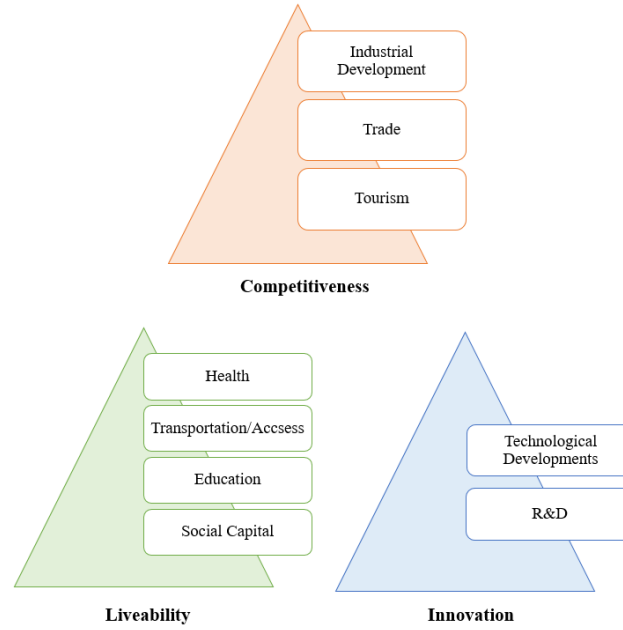 Industrial
Development
Trade
Tourism
Competitiveness
Health
Transportation/Accsess
Education
Social Capital
Liveability
Technological
Developments
R&D
Innovation